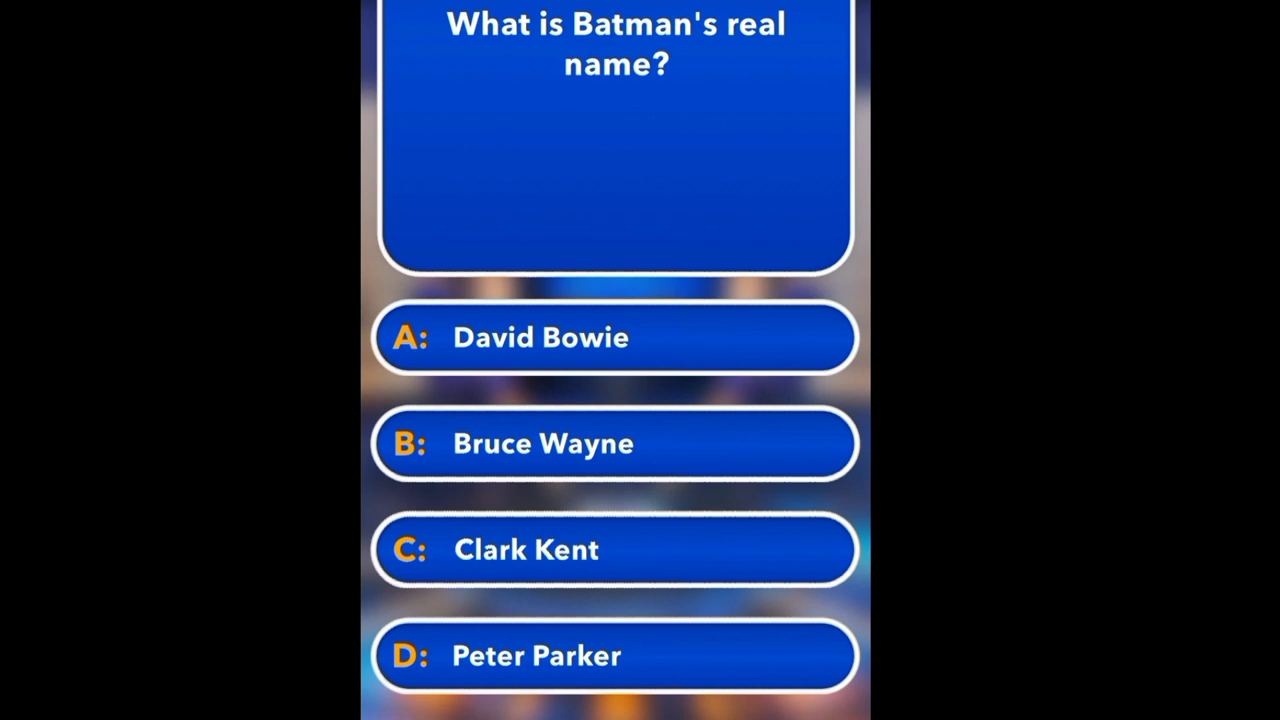 What is Batman's real
name?
A: David Bowie
B: Bruce Wayne
C: Clark Kent
D: Peter Parker